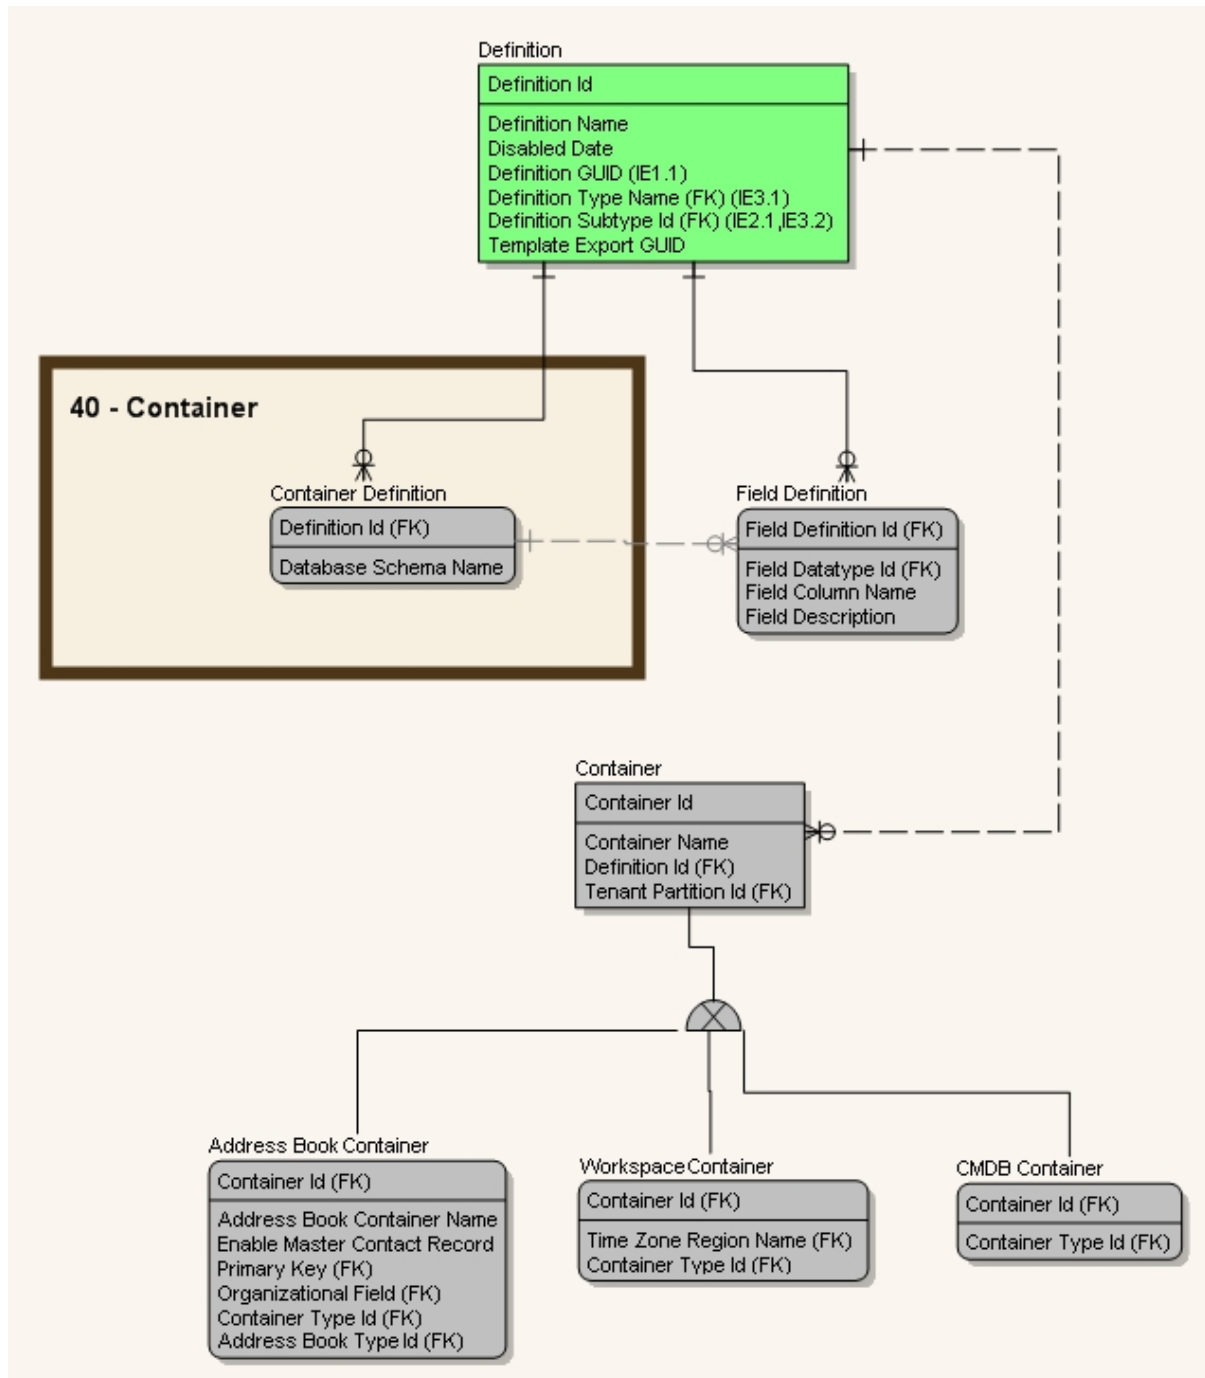 Definition
Definition Id
Definition Name
Disabled Date
Definition GUID (IE1.1)
Definition Type Name (FK) (IE3.1)
Definition Subtype Id (FK) (IE2.1,IE3.2)
Template Export GUID
40 - Container
Container Definition
Definition Id (FK)
Database Schema Name
Field Definition
Field Definition Id (FK)
Field Datatype Id (FK)
Field Column Name
Field Description
Container
Container Id
Container Name
Definition Id (FK)
Tenant Partition Id (FK)
Address Book Container
Container Id (FK)
Address Book Container Name
Enable Master Contact Record
Primary Key (FK)
Organizational Field (FK)
Container Type Id (FK)
Address Book Type Id (FK)
Workspace Container
Container Id (FK)
Time Zone Region Name (FK)
Container Type Id (FK)
CMDB Container
Container Id (FK)
Container Type Id (FK)